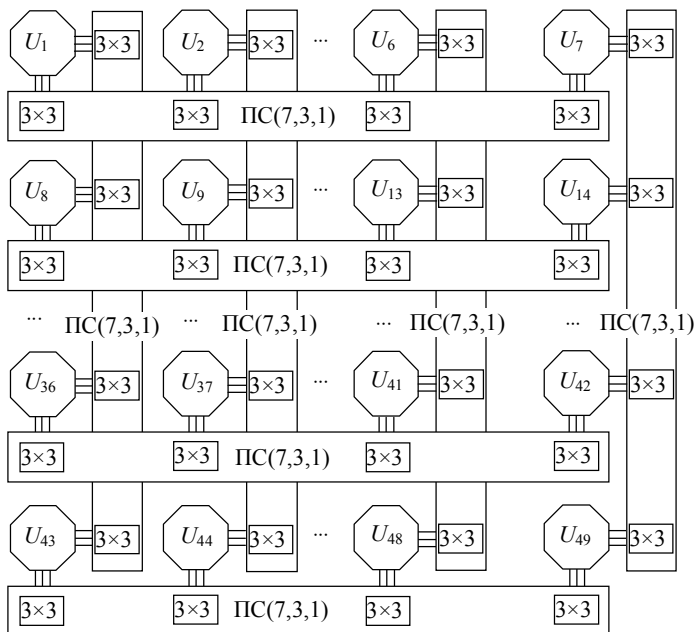 U1 3×3 U2 3×3 ... U6 3×3 U7 3×3
3×3 3×3 ПС(7,3,1) 3×3 3×3
U8 3×3 U9 3×3 ... U13 3×3 U14 3×3
3×3 3×3 ПС(7,3,1) 3×3 3×3
... ПС(7,3,1) ... ПС(7,3,1) ... ПС(7,3,1) ... ПС(7,3,1)
U36 3×3 U37 3×3 ... U41 3×3 U42 3×3
3×3 3×3 ПС(7,3,1) 3×3 3×3
U43 3×3 U44 3×3 ... U48 3×3 U49 3×3
3×3 3×3 ПС(7,3,1) 3×3 3×3